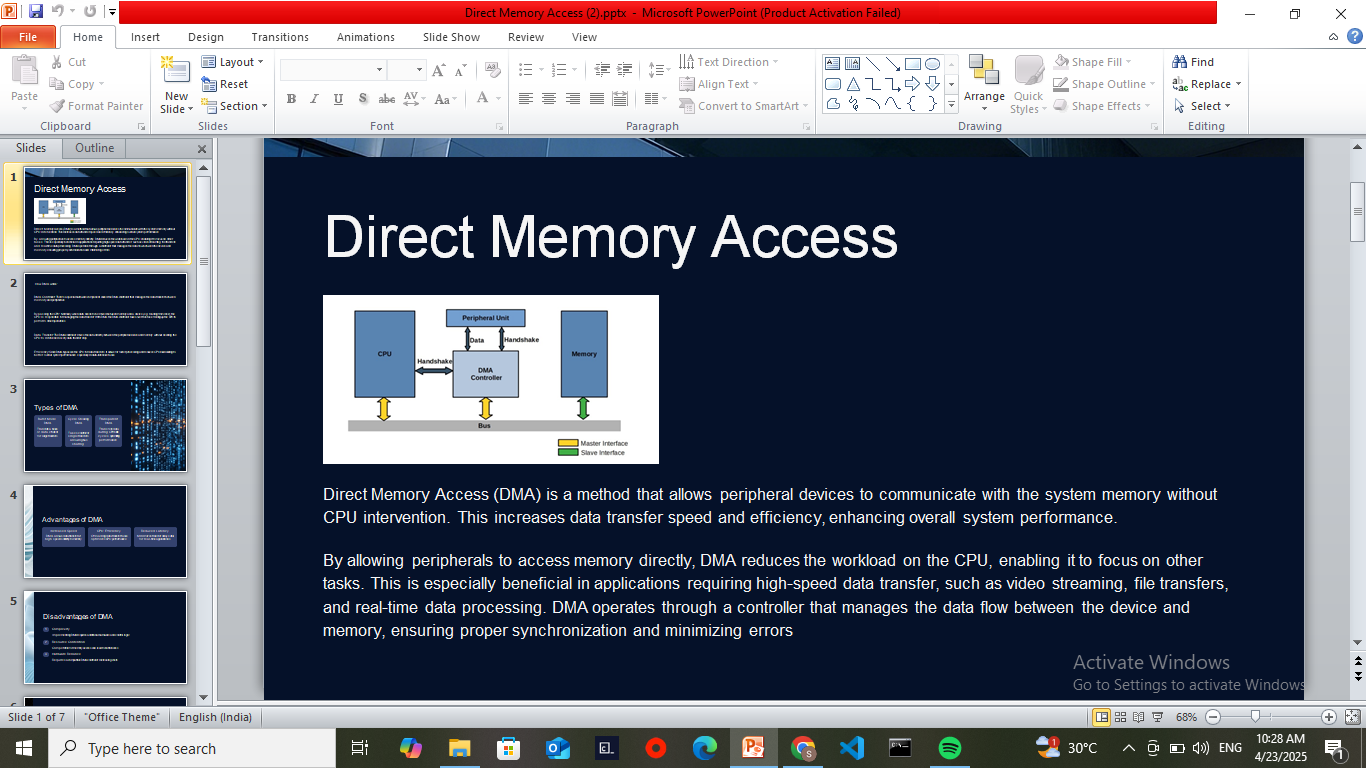 Direct Memory Access (2).pptx - Microsoft PowerPoint (Product Activation Failed)
File Home Insert Design Transitions Animations Slide Show Review View
Paste
Cut
Copy
Format Painter
Clipboard
New Slide
Layout
Reset
Section
Slides
B I U S abc AV Aa A
Font
Text Direction
Align Text
Convert to SmartArt
Paragraph
Arrange
Quick Styles
Shape Fill
Shape Outline
Shape Effects
Drawing
Find
Replace
Select
Editing
Slides Outline
1
Direct Memory Access
2
3
Types of DMA
4
Advantages of DMA
5
Disadvantages of DMA
Direct Memory Access
Peripheral Unit
CPU
Data
Handshake
Memory
Handshake
DMA
Controller
Bus
Master Interface
Slave Interface
Direct Memory Access (DMA) is a method that allows peripheral devices to communicate with the system memory without
CPU intervention. This increases data transfer speed and efficiency, enhancing overall system performance.
By allowing peripherals to access memory directly, DMA reduces the workload on the CPU, enabling it to focus on other
tasks. This is especially beneficial in applications requiring high-speed data transfer, such as video streaming, file transfers,
and real-time data processing. DMA operates through a controller that manages the data flow between the device and
memory, ensuring proper synchronization and minimizing errors
Activate Windows
Go to Settings to activate Windows
Slide 1 of 7 "Office Theme" English (India) 68%
Type here to search
30°C ENG
10:28 AM
4/23/2025